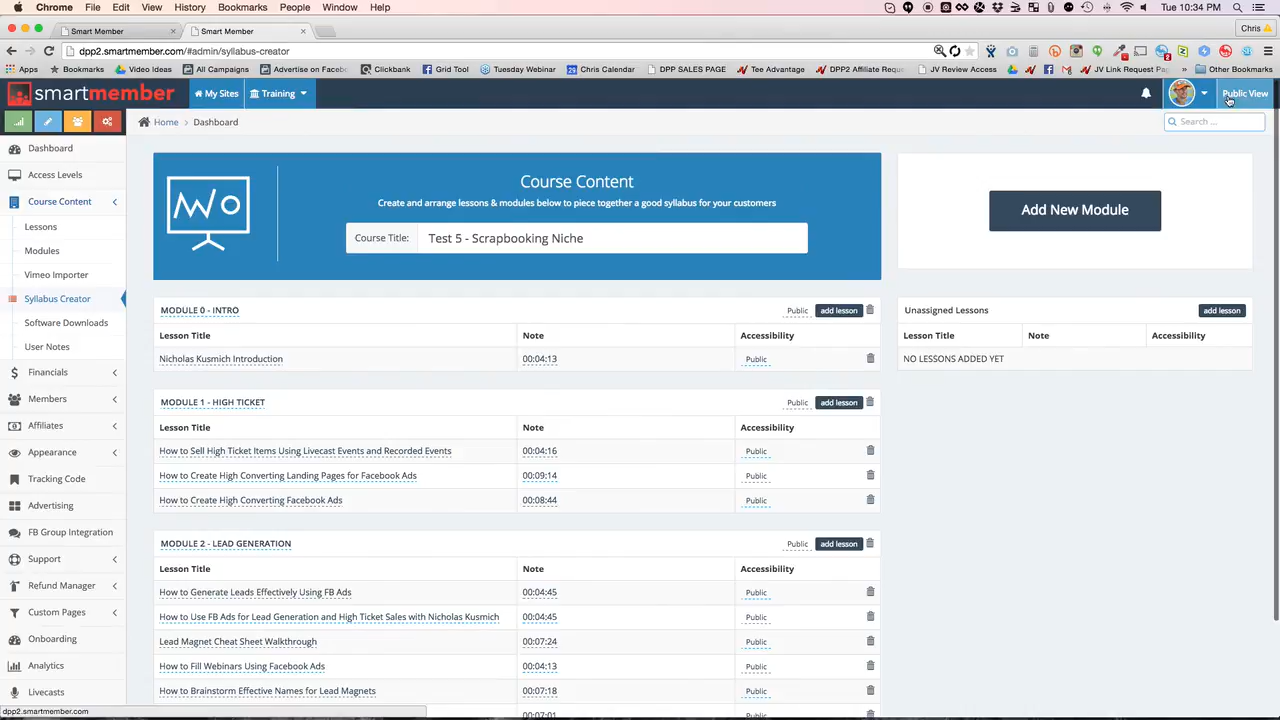 Chrome File Edit View History Bookmarks People Window Help Tue 10:34 PM
Smart Member Smart Member Chris
dpp2.smartmember.com/#admin/syllabus-creator
Apps Bookmarks Video Ideas All Campaigns Advertise on Faceb Clickbank Grid Tool Tuesday Webinar Chris Calendar DPP SALES PAGE Tee Advantage DPP2 Affiliate Reque JV Review Access JV Link Request Pag » Other Bookmarks
smartmember My Sites Training Public View
Home > Dashboard Search ...
Dashboard
Access Levels
Course Content
Lessons
Modules
Vimeo Importer
Syllabus Creator
Software Downloads
User Notes
Financials
Members
Affiliates
Appearance
Tracking Code
Advertising
FB Group Integration
Support
Refund Manager
Custom Pages
Onboarding
Analytics
Livecasts
Course Content
Create and arrange lessons & modules below to piece together a good syllabus for your customers
Course Title: Test 5 - Scrapbooking Niche
Add New Module
MODULE 0 - INTRO Public add lesson
Lesson Title Note Accessibility
Nicholas Kusmich Introduction 00:04:13 Public
MODULE 1 - HIGH TICKET Public add lesson
Lesson Title Note Accessibility
How to Sell High Ticket Items Using Livecast Events and Recorded Events 00:04:16 Public
How to Create High Converting Landing Pages for Facebook Ads 00:09:14 Public
How to Create High Converting Facebook Ads 00:08:44 Public
MODULE 2 - LEAD GENERATION Public add lesson
Lesson Title Note Accessibility
How to Generate Leads Effectively Using FB Ads 00:04:45 Public
How to Use FB Ads for Lead Generation and High Ticket Sales with Nicholas Kusmich 00:04:45 Public
Lead Magnet Cheat Sheet Walkthrough 00:07:24 Public
How to Fill Webinars Using Facebook Ads 00:04:13 Public
How to Brainstorm Effective Names for Lead Magnets 00:07:18 Public
00:07:01 Public
Unassigned Lessons add lesson
Lesson Title Note Accessibility
NO LESSONS ADDED YET
dpp2.smartmember.com